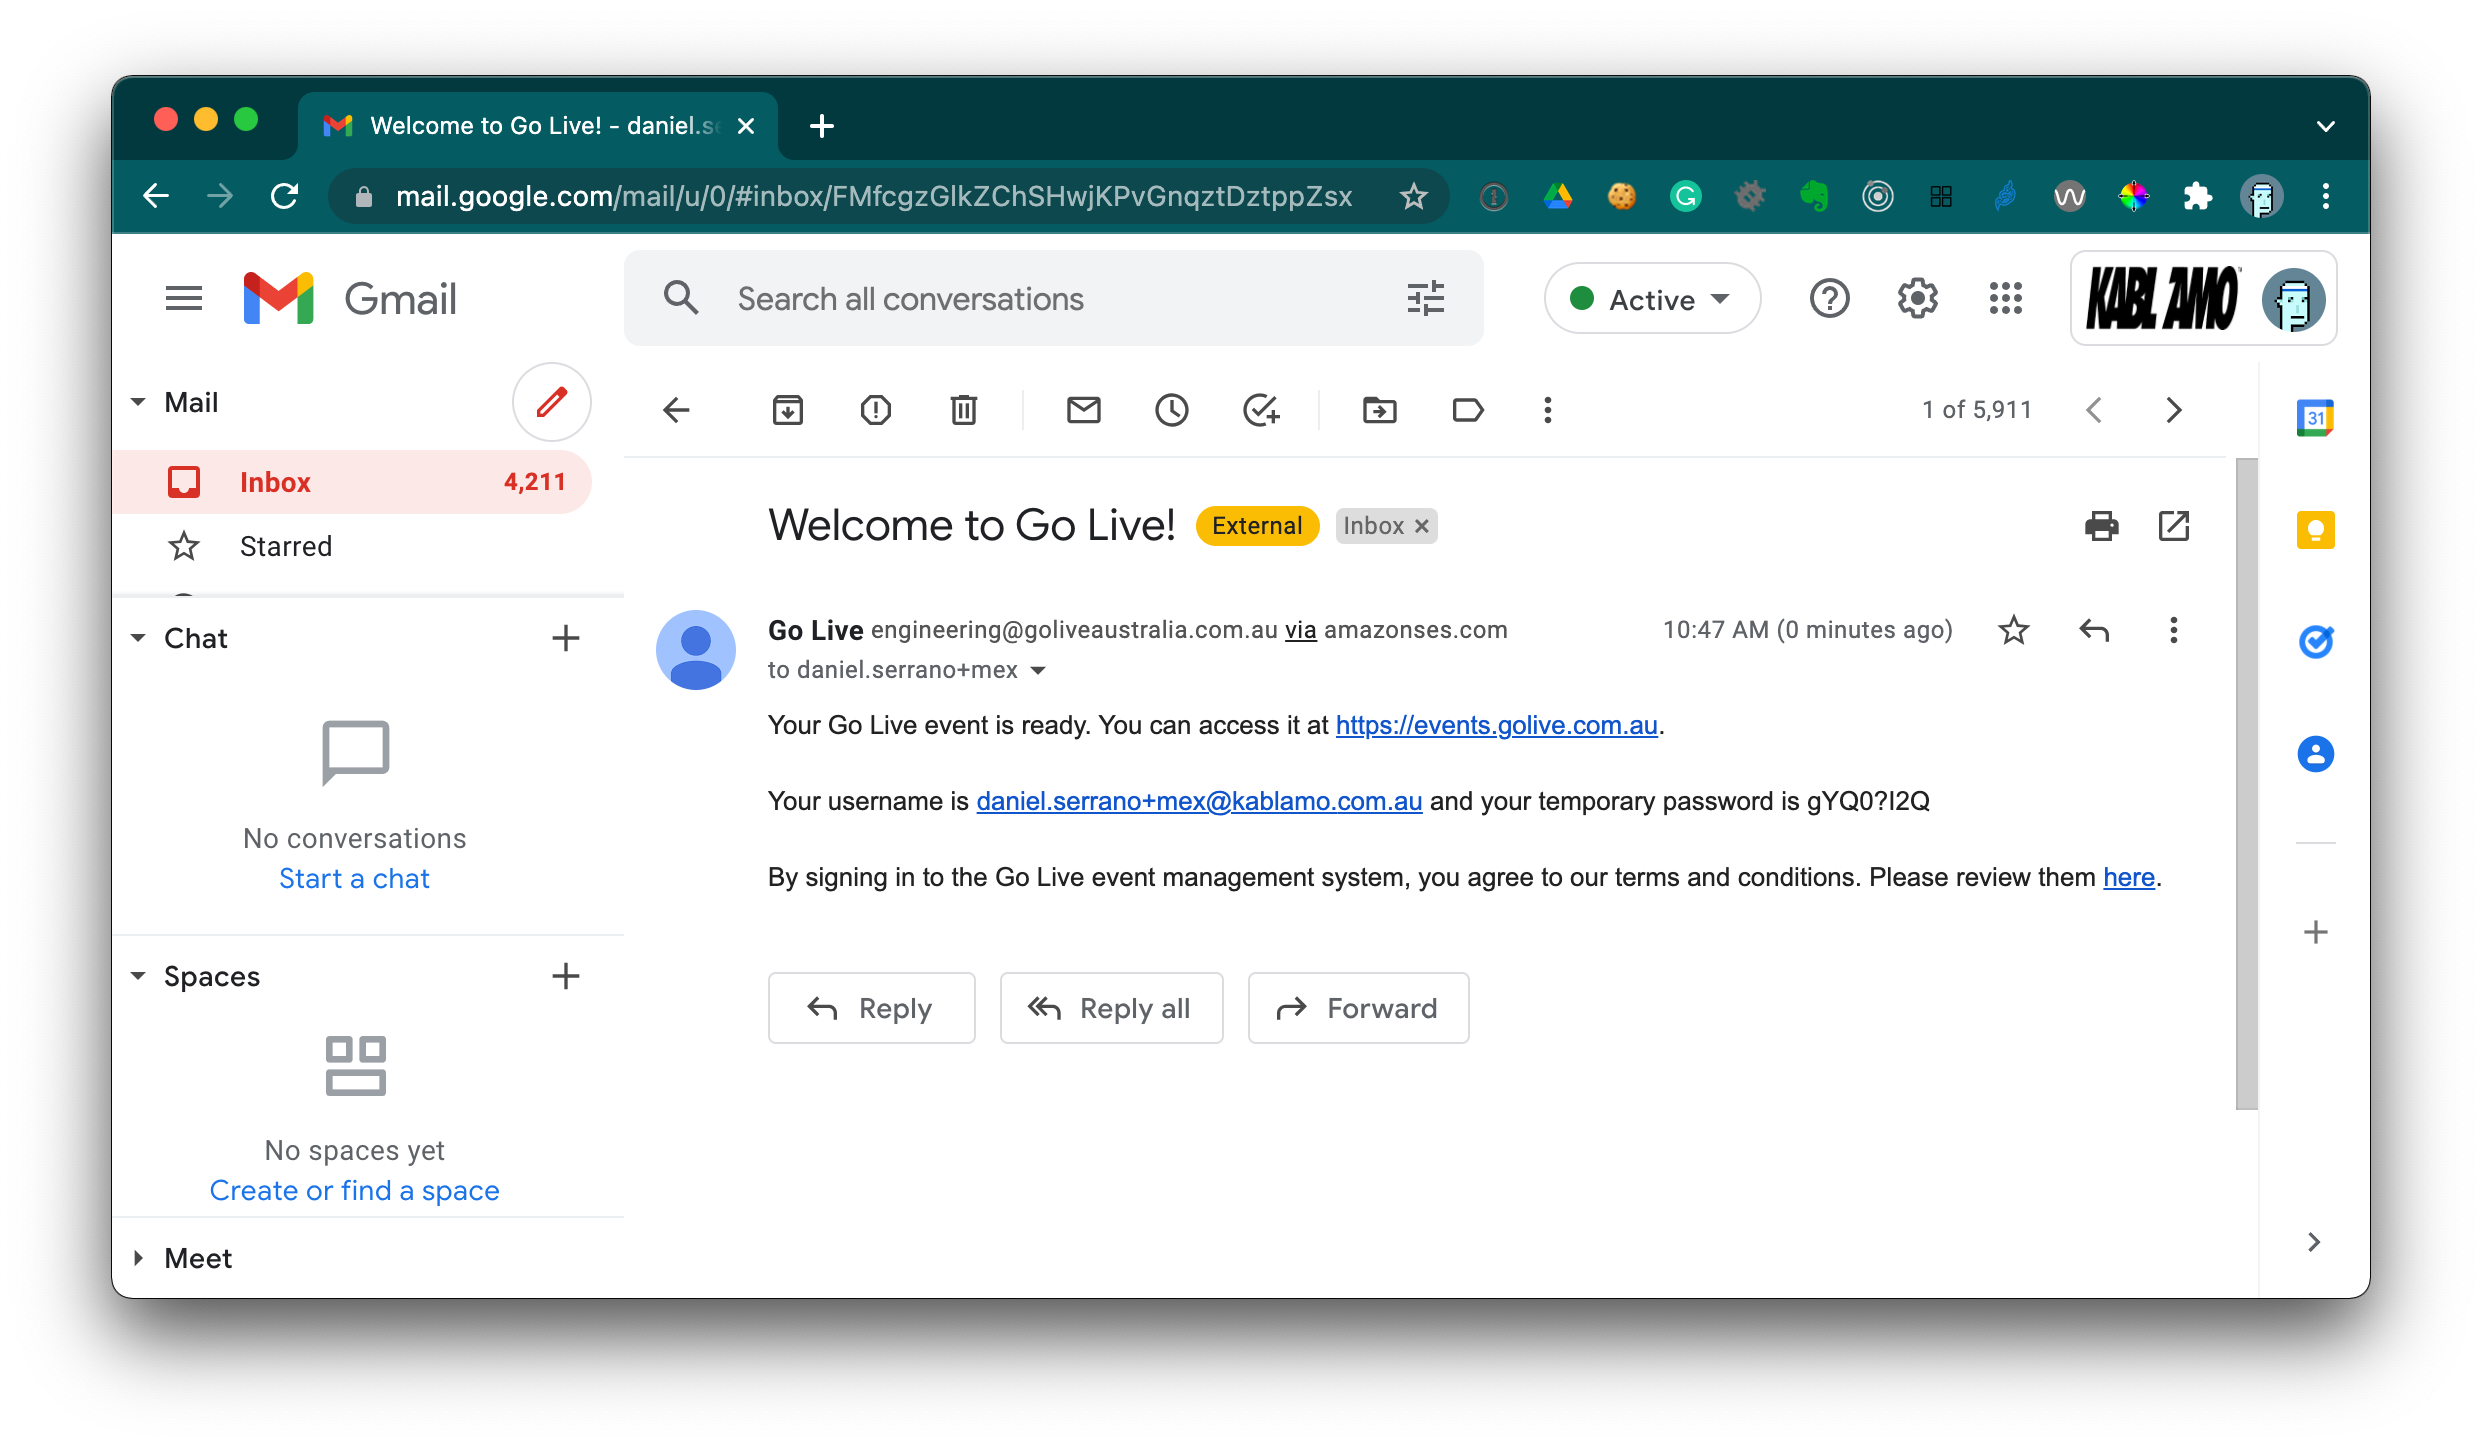 Welcome to Go Live! - daniel.se
mail.google.com/mail/u/0/#inbox/FMfcgzGlkZChSHwjKPvGnqztDztppZsx
Gmail
Search all conversations
Active
KABLAMO
Mail
1 of 5,911
31
Inbox 4,211
Starred
Welcome to Go Live! External Inbox
Chat
Go Live engineering@goliveaustralia.com.au via amazonses.com 10:47 AM (0 minutes ago)
to daniel.serrano+mex
Your Go Live event is ready. You can access it at https://events.golive.com.au.
Your username is daniel.serrano+mex@kablamo.com.au and your temporary password is gYQ0?I2Q
No conversations
Start a chat
By signing in to the Go Live event management system, you agree to our terms and conditions. Please review them here.
Spaces
Reply Reply all Forward
No spaces yet
Create or find a space
Meet